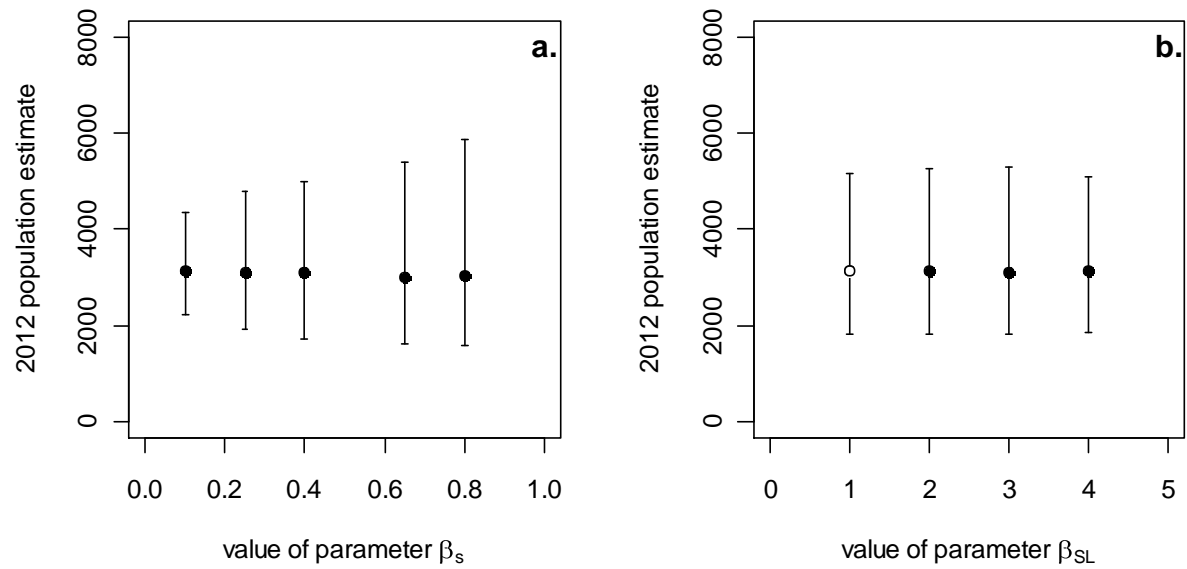 a.
8000
6000
4000
2000
0
2012 population estimate
0.0 0.2 0.4 0.6 0.8 1.0
value of parameter βs
b.
8000
6000
4000
2000
0
2012 population estimate
0 1 2 3 4 5
value of parameter βSL